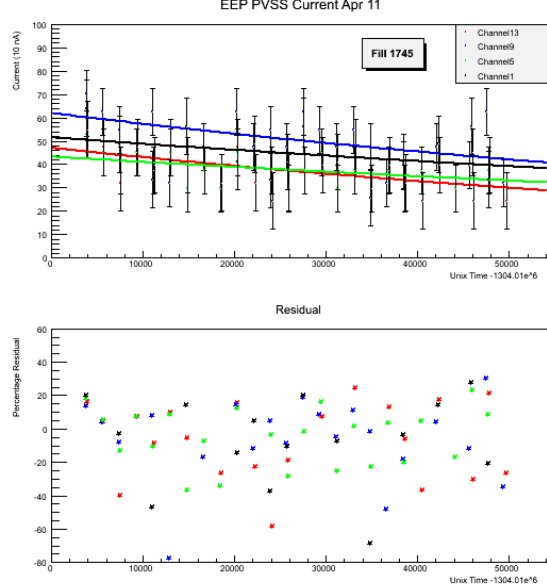 EEP PVSS Current Apr 11
Current (10 nA)
100
90
80
70
60
50
40
30
20
10
0
Fill 1745
Channel13
Channel9
Channel5
Channel1
0 10000 20000 30000 40000 50000
Unix Time -1304.01e^6
Residual
Percentage Residual
60
40
20
0
-20
-40
-60
-80
0 10000 20000 30000 40000 50000
Unix Time -1304.01e^6